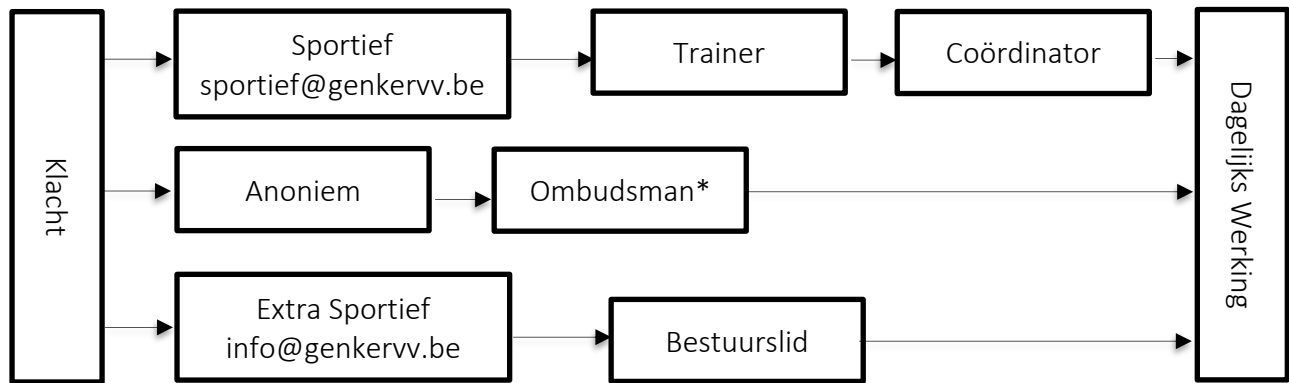 Klacht
Sportief
sportief@genkervv.be
Trainer
Coördinator
Anoniem
Ombudsman*
Extra Sportief
info@genkervv.be
Bestuurslid
Dagelijks Werking